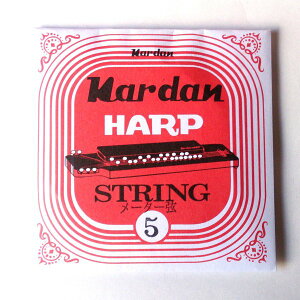 Nardan
Nardan
HARP
STRING
メーター弦
5